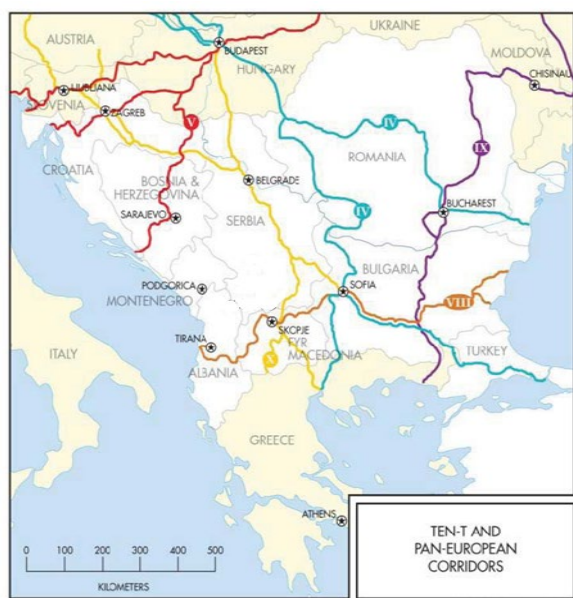 AUSTRIA
UKRAINE
MOLDOVA
BUDAPEST
HUNGARY
CHISINAU
LJUBLJANA
SLOVENIA
ZAGREB
V
IV
IX
ROMANIA
CROATIA
BOSNIA &
HERZEGOVINA
BELGRADE
SARAJEVO
SERBIA
IV
BUCHAREST
BULGARIA
PODGORICA
MONTENEGRO
SOFIA
VIII
SKOPJE
TIRANA
FYR
MACEDONIA
X
ALBANIA
ITALY
TURKEY
GREECE
ATHENS
0 100 200 300 400 500
KILOMETERS
TEN-T AND
PAN-EUROPEAN
CORRIDORS